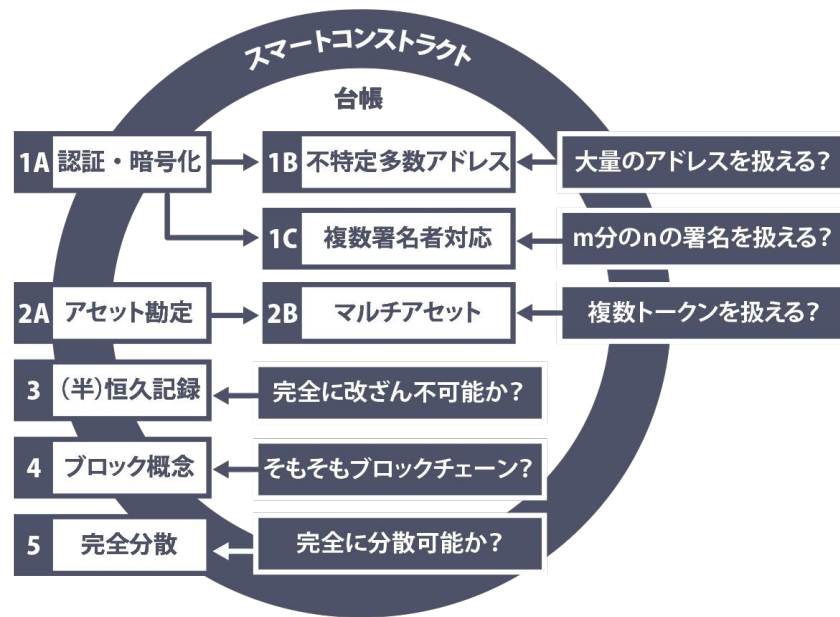 スマートコンストラクト
台帳
1A 認証・暗号化
1B 不特定多数アドレス
大量のアドレスを扱える？
1C 複数署名者対応
m分のnの署名を扱える？
2A アセット勘定
2B マルチアセット
複数トークンを扱える？
3 (半)恒久記録
完全に改ざん不可能か？
4 ブロック概念
そもそもブロックチェーン？
5 完全分散
完全に分散可能か？